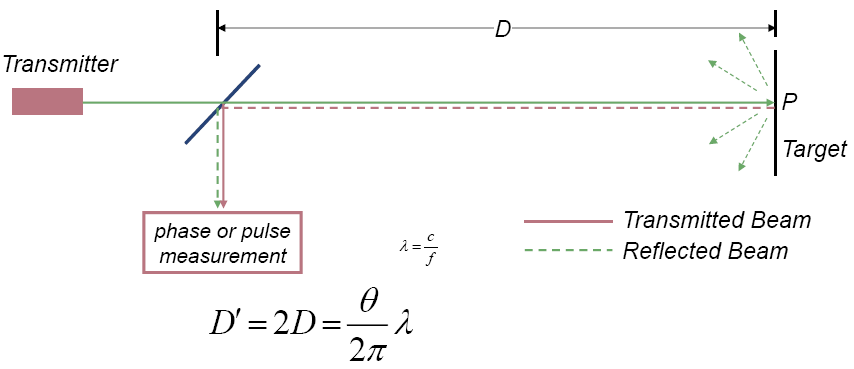 D
Transmitter
P
Target
phase or pulse
measurement
Transmitted Beam
Reflected Beam
λ = c/f
D′ = 2D = θ/2π λ